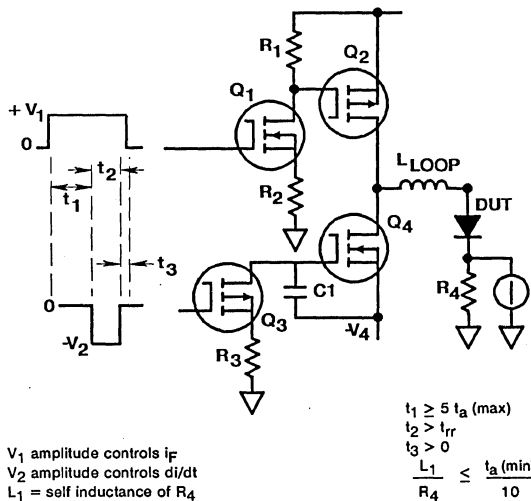 R1
Q2
Q1
+V1
0
t2
LLOOP
t1
R2
Q4
DUT
t3
0
C1
R4
Q3
-V4
-V2
R3
t1 ≥ 5 ta (max)
t2 > trr
t3 > 0
L1/R4 ≤ ta (min)/10
V1 amplitude controls iF
V2 amplitude controls di/dt
L1 = self inductance of R4